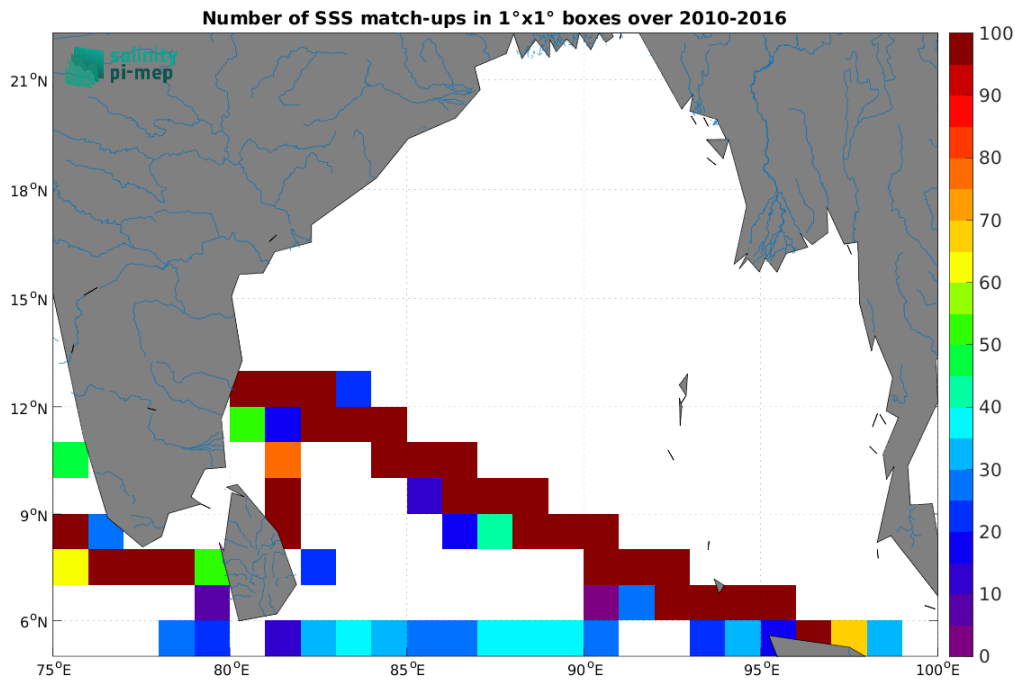 Number of SSS match-ups in 1°x1° boxes over 2010-2016
salinity
pi-mep
21°N
18°N
15°N
12°N
9°N
6°N
75°E 80°E 85°E 90°E 95°E 100°E
100
90
80
70
60
50
40
30
20
10
0